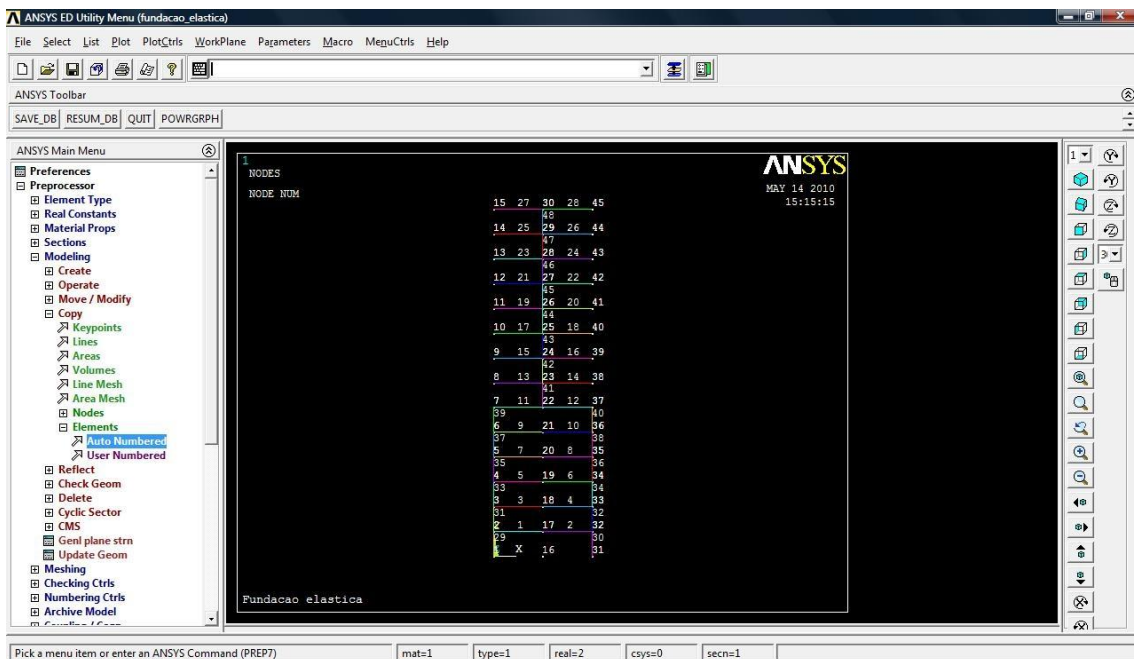 ANSYS ED Utility Menu (fundacao_elastica)
File Select List Plot PlotCtrls WorkPlane Parameters Macro MenuCtrls Help
ANSYS Toolbar
SAVE_DB RESUM_DB QUIT POWRGRPH
ANSYS Main Menu
Preferences
Preprocessor
Element Type
Real Constants
Material Props
Sections
Modeling
Create
Operate
Move / Modify
Copy
Keypoints
Lines
Areas
Volumes
Line Mesh
Area Mesh
Nodes
Elements
Auto Numbered
User Numbered
Reflect
Check Geom
Delete
Cyclic Sector
CMS
Genl plane strn
Update Geom
Meshing
Checking Ctrls
Numbering Ctrls
Archive Model
1
NODES
NODE NUM
ANSYS
MAY 14 2010
15:15:15
15 27 30 28 45
48
14 25 29 26 44
47
13 23 28 24 43
46
12 21 27 22 42
45
11 19 26 20 41
44
10 17 25 18 40
43
9 15 24 16 39
42
8 13 23 14 38
41
7 11 22 12 37
39 40
6 9 21 10 36
37 38
5 7 20 8 35
35 36
4 5 19 6 34
33 34
3 3 18 4 33
31 32
2 1 17 2 32
29 30
X 16 31
Fundacao elastica
1
Pick a menu item or enter an ANSYS Command (PREP7) mat=1 type=1 real=2 csys=0 secn=1